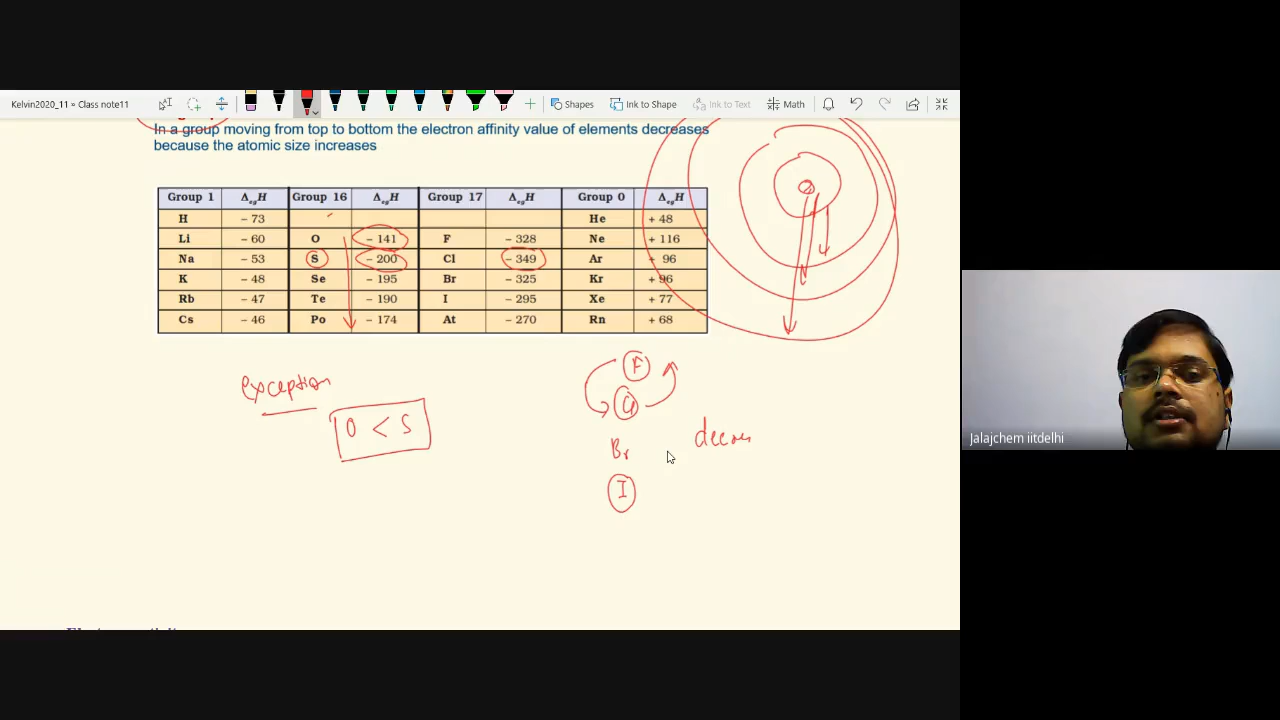 Kelvin2020_11 » Class note11
Shapes
Ink to Shape
Ink to Text
Math
In a group moving from top to bottom the electron affinity value of elements decreases
because the atomic size increases
Group 1 ΔegH Group 16 ΔegH Group 17 ΔegH Group 0 ΔegH
H – 73 He + 48
Li – 60 O – 141 F – 328 Ne + 116
Na – 53 S – 200 Cl – 349 Ar + 96
K – 48 Se – 195 Br – 325 Kr + 96
Rb – 47 Te – 190 I – 295 Xe + 77
Cs – 46 Po – 174 At – 270 Rn + 68
exception
O < S
F
Cl
Br
I
Jalajchem iitdelhi